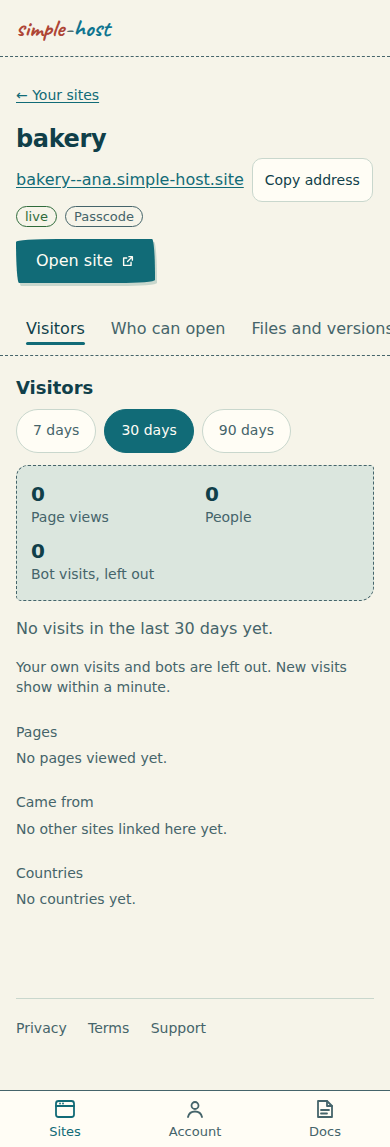 simple-host
← Your sites
bakery
bakery--ana.simple-host.site Copy address
live Passcode
Open site
Visitors Who can open Files and versions
Visitors
7 days 30 days 90 days
0 0
Page views People
0
Bot visits, left out
No visits in the last 30 days yet.
Your own visits and bots are left out. New visits
show within a minute.
Pages
No pages viewed yet.
Came from
No other sites linked here yet.
Countries
No countries yet.
Privacy Terms Support
Sites Account Docs